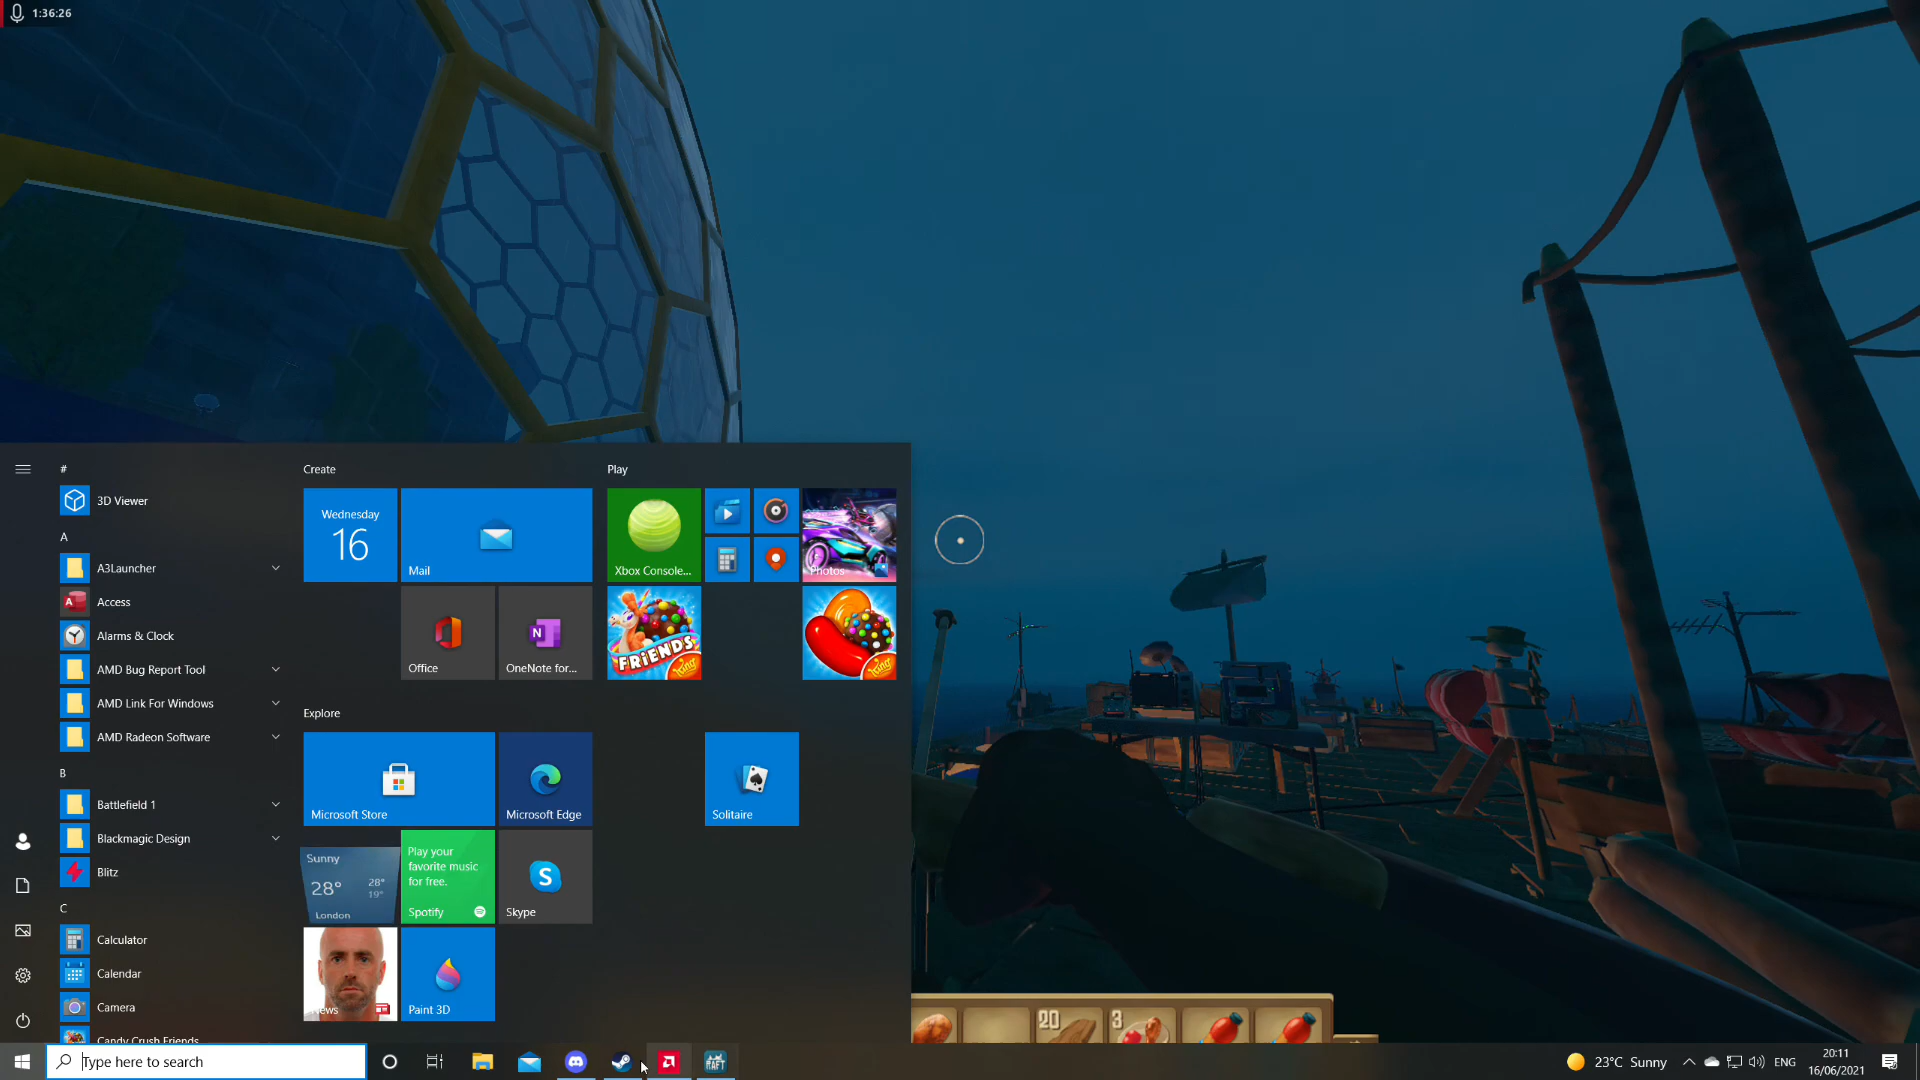 1:36:26
#
3D Viewer
A
A3Launcher
Access
Alarms & Clock
AMD Bug Report Tool
AMD Link For Windows
AMD Radeon Software
B
Battlefield 1
Blackmagic Design
Blitz
C
Calculator
Calendar
Camera
Candy Crush Friends
Create
Wednesday
16
Mail
Office
OneNote for...
Explore
Microsoft Store
Microsoft Edge
Sunny
28° 28°
19°
London
Play your
favorite music
for free.
Spotify
Skype
News
Paint 3D
Play
Xbox Console...
Photos
FRIENDS
King
King
Solitaire
20
3
Type here to search
RAFT
23°C Sunny
ENG
20:11
16/06/2021